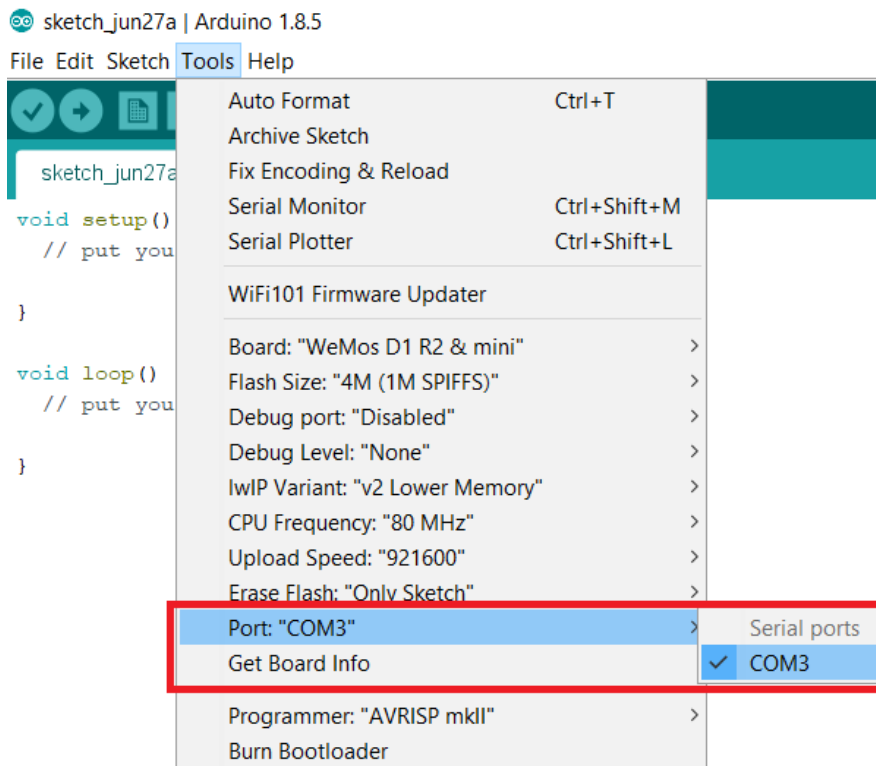 sketch_jun27a | Arduino 1.8.5
File Edit Sketch Tools Help
sketch_jun27a
void setup()
// put you
}
void loop()
// put you
}
Auto Format Ctrl+T
Archive Sketch
Fix Encoding & Reload
Serial Monitor Ctrl+Shift+M
Serial Plotter Ctrl+Shift+L
WiFi101 Firmware Updater
Board: "WeMos D1 R2 & mini"
Flash Size: "4M (1M SPIFFS)"
Debug port: "Disabled"
Debug Level: "None"
IwIP Variant: "v2 Lower Memory"
CPU Frequency: "80 MHz"
Upload Speed: "921600"
Erase Flash: "Only Sketch"
Port: "COM3"
Serial ports
Get Board Info
COM3
Programmer: "AVRISP mkII"
Burn Bootloader